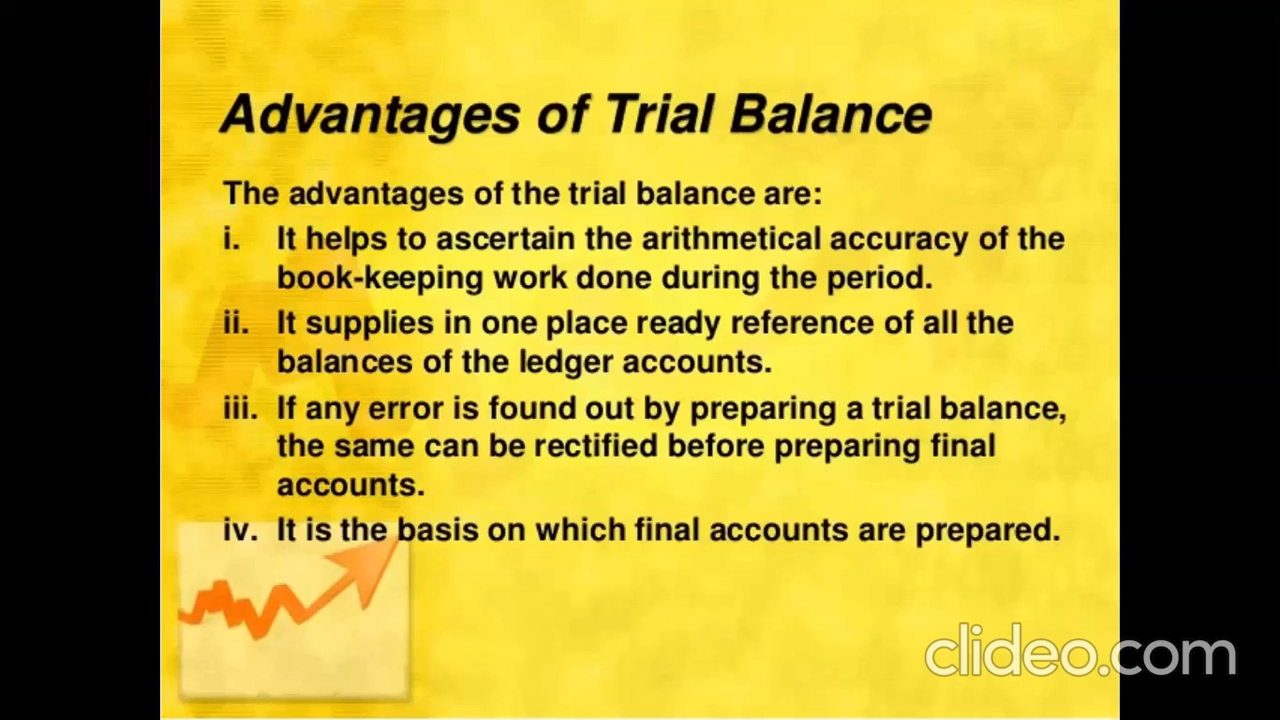 Advantages of Trial Balance
The advantages of the trial balance are:
i. It helps to ascertain the arithmetical accuracy of the
book-keeping work done during the period.
ii. It supplies in one place ready reference of all the
balances of the ledger accounts.
iii. If any error is found out by preparing a trial balance,
the same can be rectified before preparing final
accounts.
iv. It is the basis on which final accounts are prepared.
clideo.com